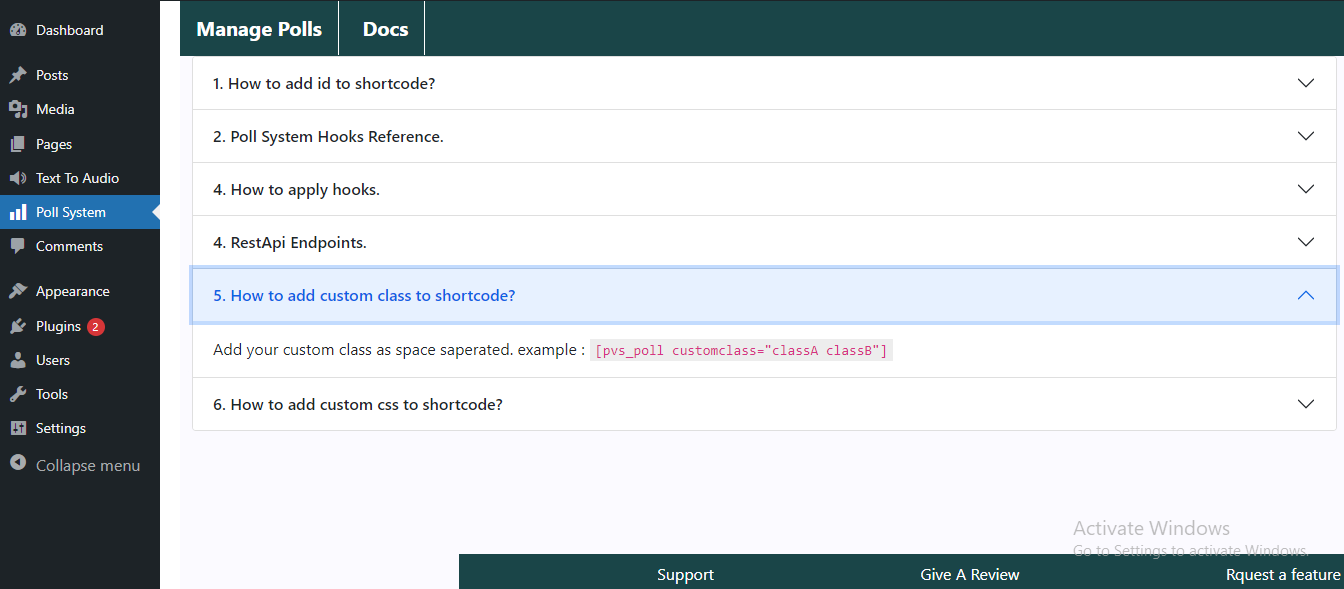 Dashboard
Posts
Media
Pages
Text To Audio
Poll System
Comments
Appearance
Plugins 2
Users
Tools
Settings
Collapse menu
Manage Polls Docs
1. How to add id to shortcode?
2. Poll System Hooks Reference.
4. How to apply hooks.
4. RestApi Endpoints.
5. How to add custom class to shortcode?
Add your custom class as space saperated. example : [pvs_poll customclass="classA classB"]
6. How to add custom css to shortcode?
Activate Windows
Go to Settings to activate Windows.
Support Give A Review Rquest a feature